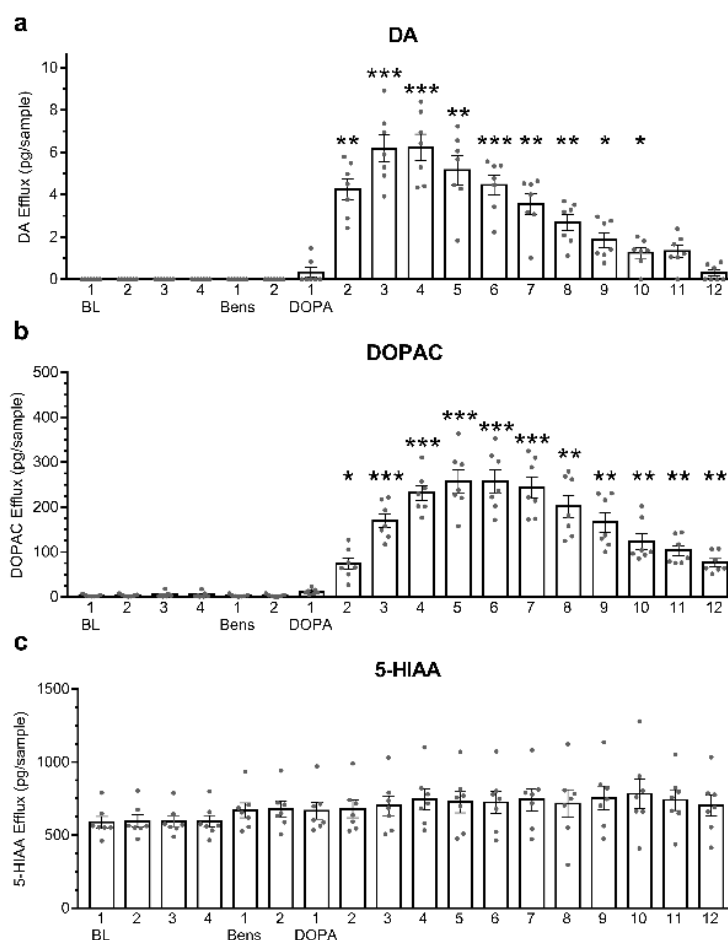 a
DA
DA Efflux (pg/sample)
10
8
6
4
2
0
*** *** ** ** *** ** ** * *
1 2 3 4 1 2 1 2 3 4 5 6 7 8 9 10 11 12
BL Bens DOPA
b
DOPAC
DOPAC Efflux (pg/sample)
500
400
300
200
100
0
* *** *** *** *** *** ** ** ** ** **
1 2 3 4 1 2 1 2 3 4 5 6 7 8 9 10 11 12
BL Bens DOPA
c
5-HIAA
5-HIAA Efflux (pg/sample)
1500
1000
500
0
1 2 3 4 1 2 1 2 3 4 5 6 7 8 9 10 11 12
BL Bens DOPA